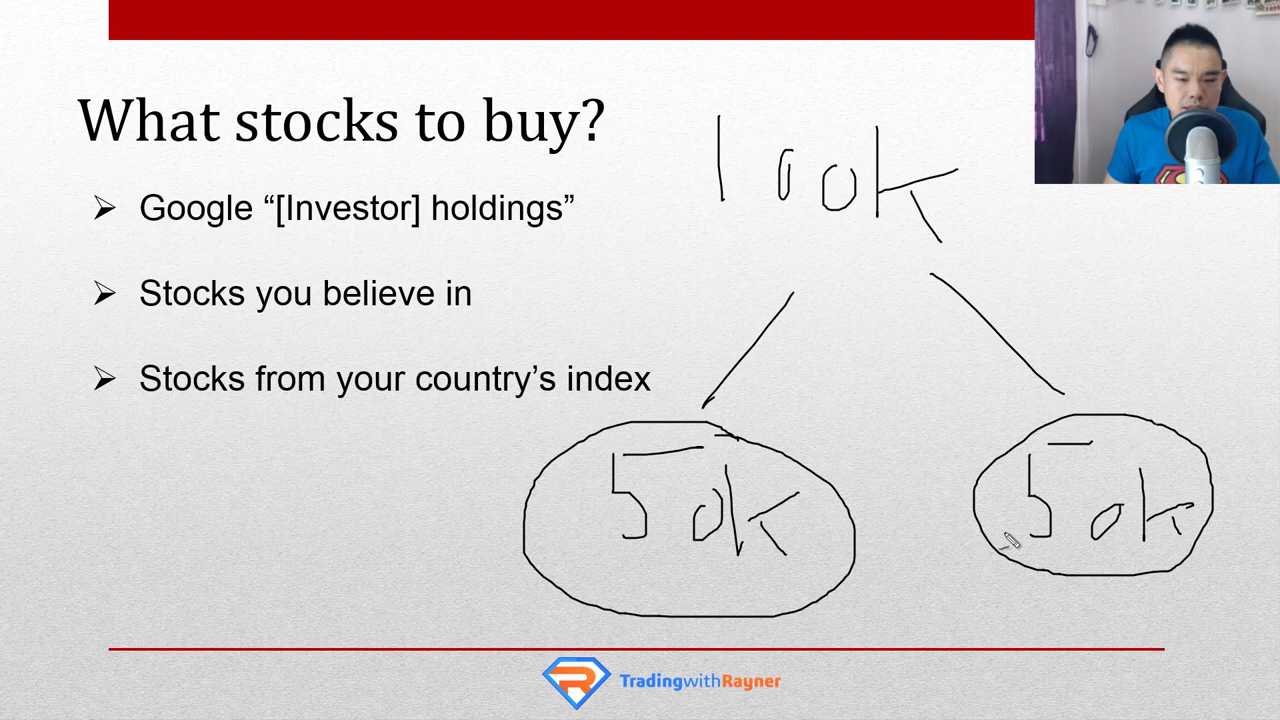 What stocks to buy?
Google “[Investor] holdings”
Stocks you believe in
Stocks from your country’s index
100k
50k
50k
TradingwithRayner